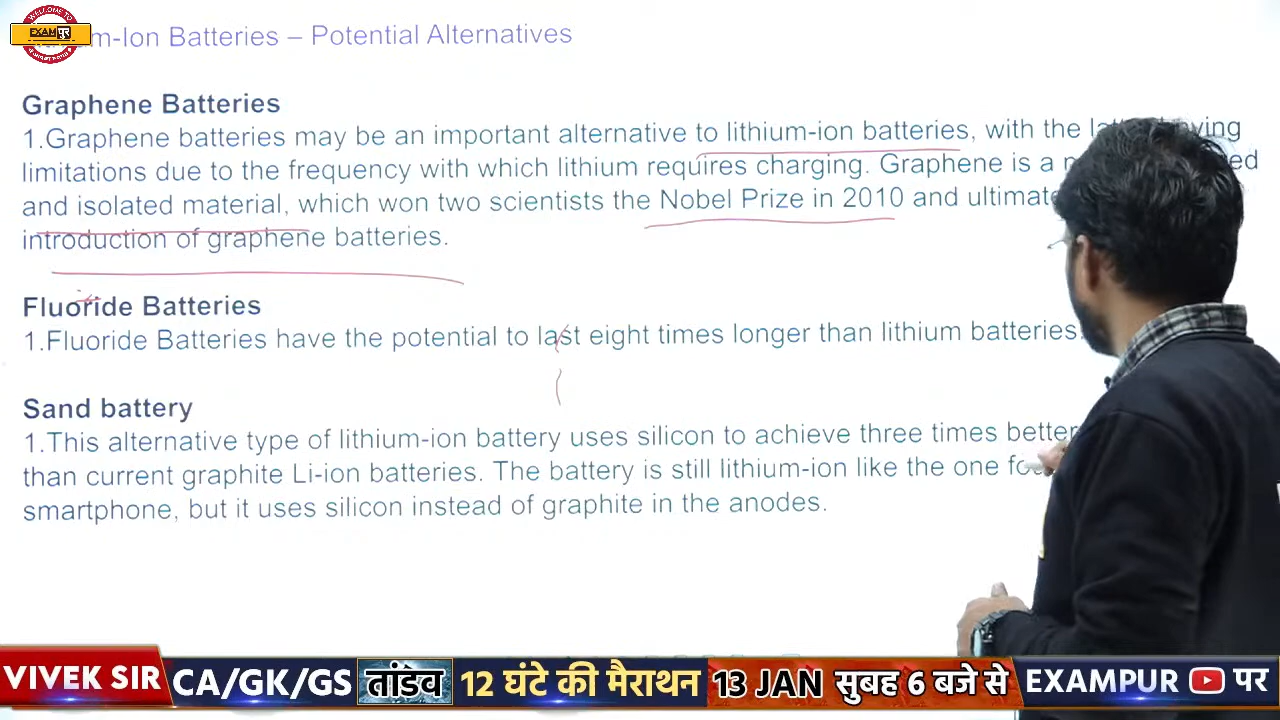 WELCOME TO
EXAMपुर
m-Ion Batteries – Potential Alternatives
Graphene Batteries
1.Graphene batteries may be an important alternative to lithium-ion batteries, with the
limitations due to the frequency with which lithium requires charging. Graphene is a
and isolated material, which won two scientists the Nobel Prize in 2010 and
introduction of graphene batteries.
Fluoride Batteries
1.Fluoride Batteries have the potential to last eight times longer than lithium batteries.
Sand battery
1.This alternative type of lithium-ion battery uses silicon to achieve three times better
than current graphite Li-ion batteries. The battery is still lithium-ion like the one
smartphone, but it uses silicon instead of graphite in the anodes.
VIVEK SIR CA/GK/GS तांडव 12 घंटे की मैराथन 13 JAN सुबह 6 बजे से EXAMPUR पर